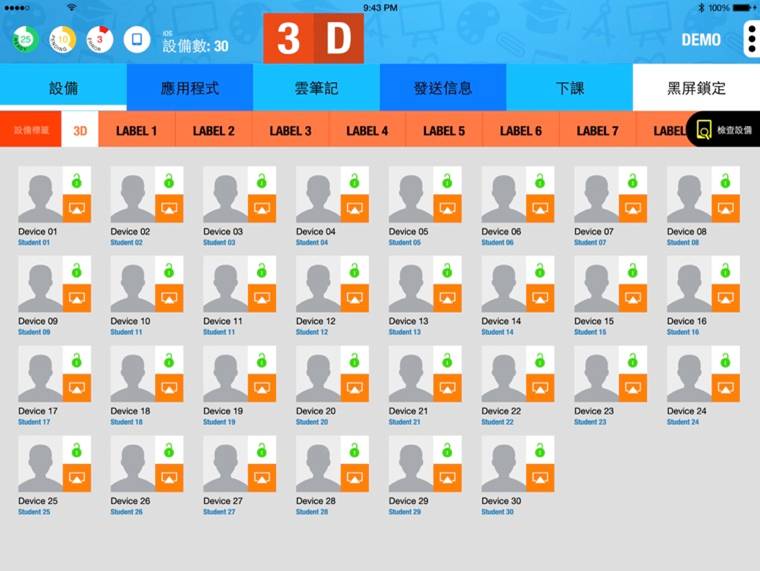 9:43 PM
100%
25
READY
10
PENDING
3
ERROR
iOS
設備數: 30
3 D
DEMO
設備
應用程式
雲筆記
發送信息
下課
黑屏鎖定
設備標籤
3D
LABEL 1
LABEL 2
LABEL 3
LABEL 4
LABEL 5
LABEL 6
LABEL 7
LABEL
檢查設備
Device 01
Device 02
Device 03
Device 04
Device 05
Device 06
Device 07
Device 08
Student 01
Student 02
Student 03
Student 04
Student 05
Student 06
Student 07
Student 08
Device 09
Device 10
Device 11
Device 12
Device 13
Device 14
Device 15
Device 16
Student 09
Student 11
Student 11
Student 12
Student 13
Student 14
Student 15
Student 16
Device 17
Device 18
Device 19
Device 20
Device 21
Device 22
Device 23
Device 24
Student 17
Student 18
Student 19
Student 20
Student 21
Student 22
Student 23
Student 24
Device 25
Device 26
Device 27
Device 28
Device 29
Device 30
Student 25
Student 26
Student 27
Student 28
Student 29
Student 30